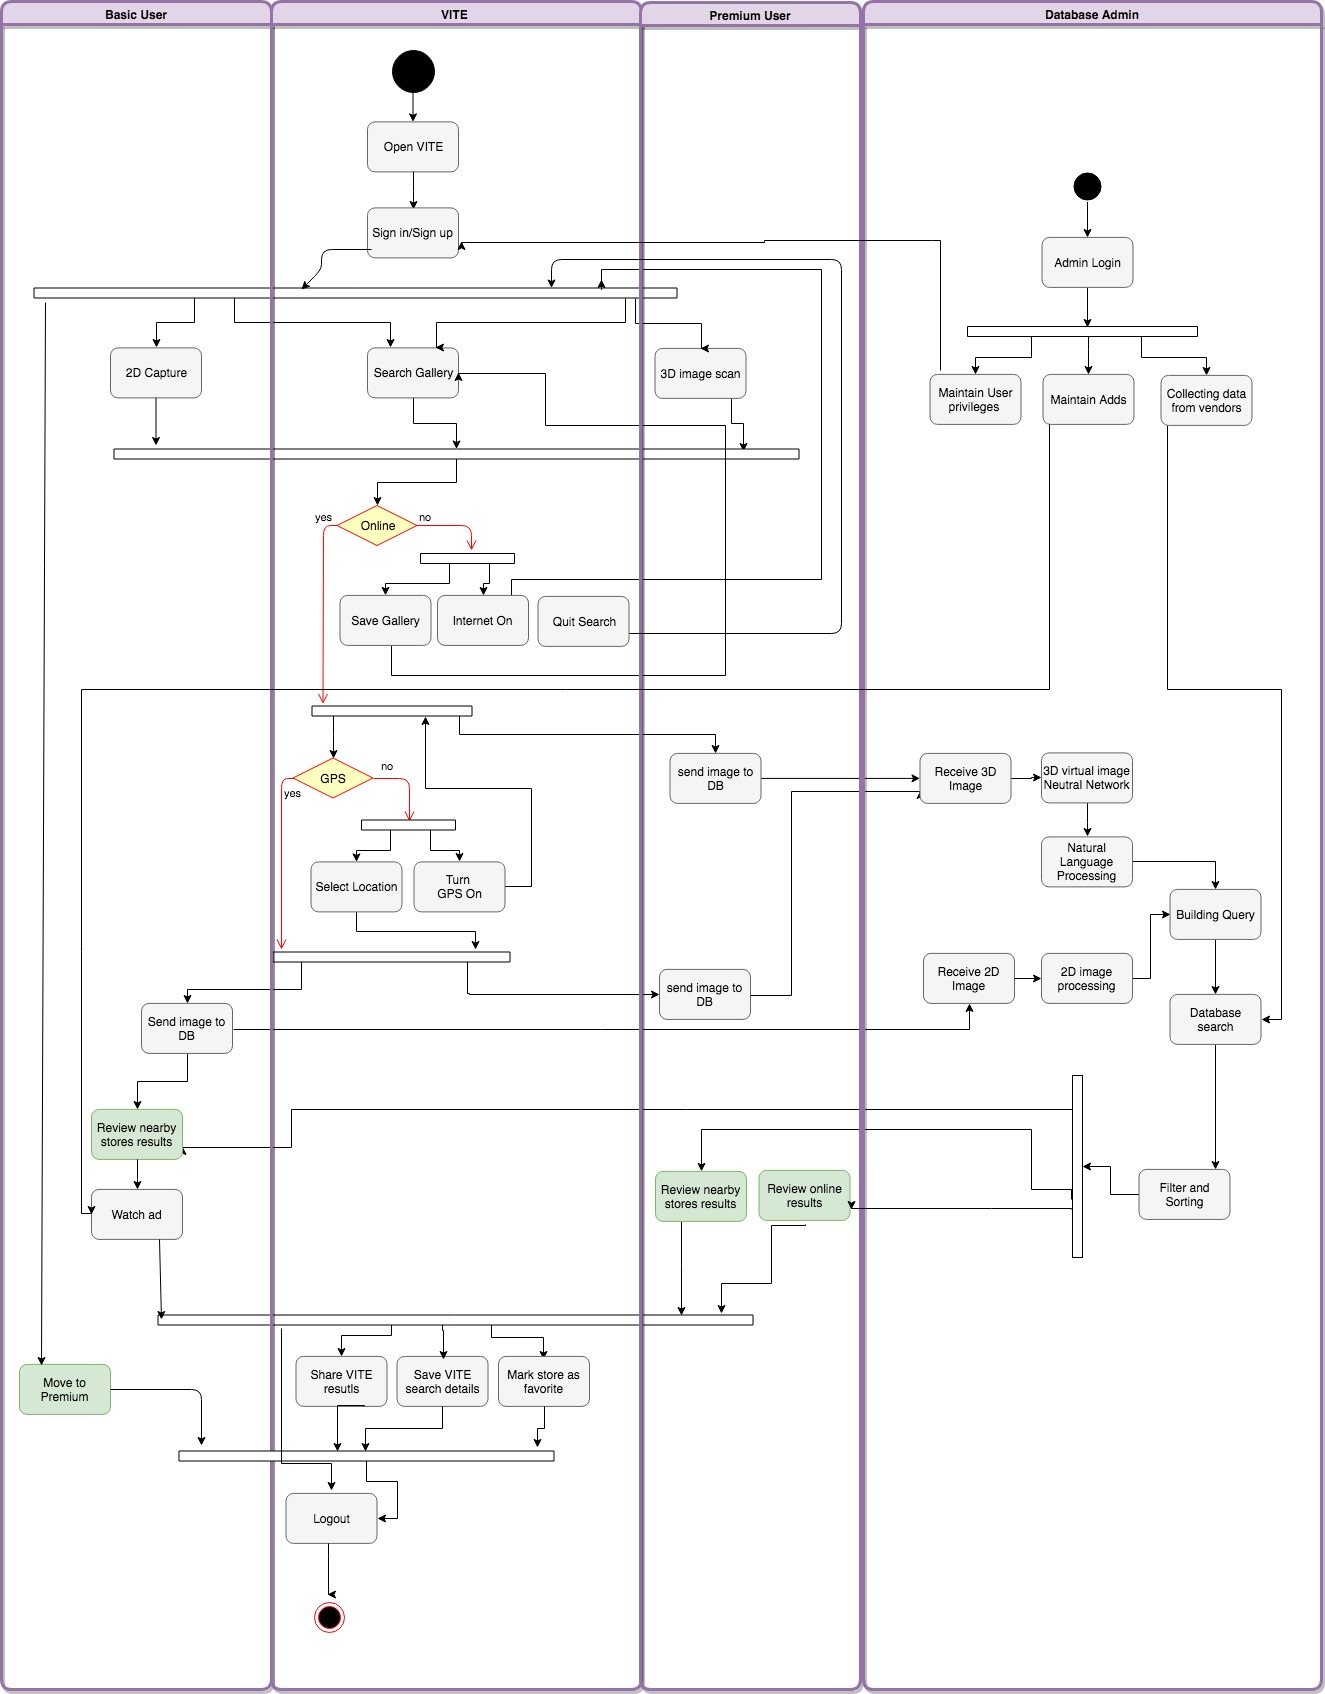 Basic User
VITE
Premium User
Database Admin
Open VITE
Sign in/Sign up
Admin Login
2D Capture
Search Gallery
3D image scan
Maintain User
privileges
Maintain Adds
Collecting data
from vendors
yes
Online
no
Save Gallery
Internet On
Quit Search
GPS
no
yes
send image to
DB
Receive 3D
Image
3D virtual image
Neutral Network
Natural
Language
Processing
Select Location
Turn
GPS On
Building Query
send image to
DB
Receive 2D
Image
2D image
processing
Send image to
DB
Database
search
Review nearby
stores results
Watch ad
Review nearby
stores results
Review online
results
Filter and
Sorting
Move to
Premium
Share VITE
resutls
Save VITE
search details
Mark store as
favorite
Logout